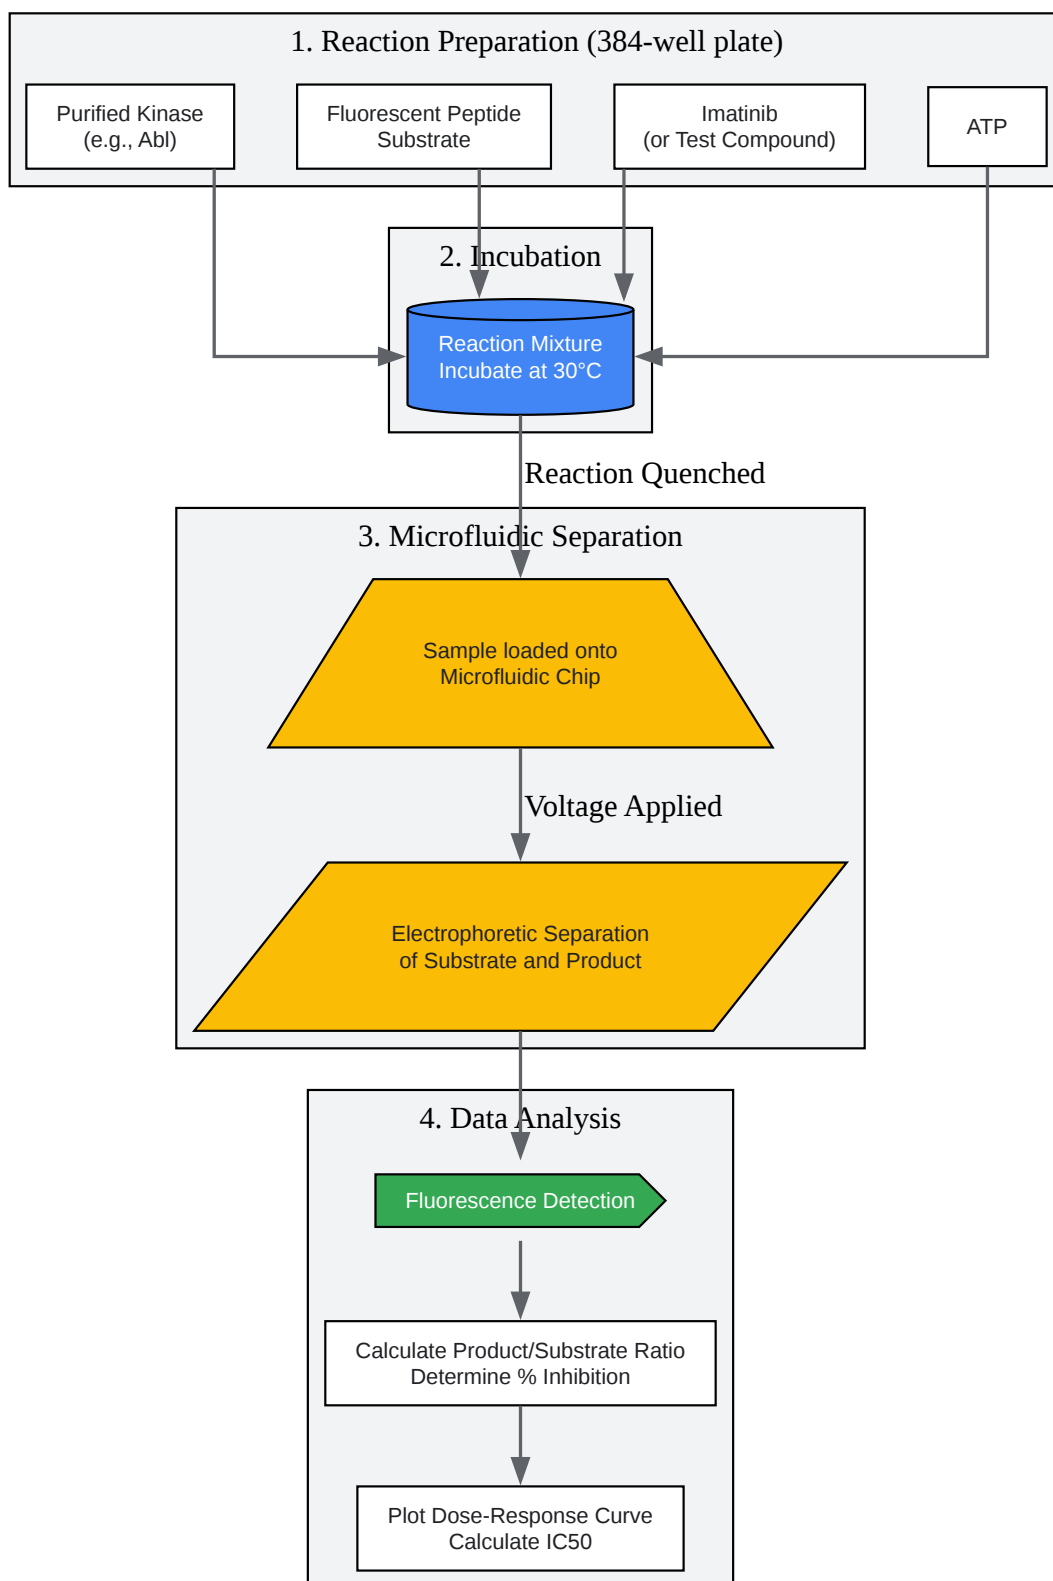 1. Reaction Preparation (384-well plate)
Purified Kinase
(e.g., Abl)
Fluorescent Peptide
Substrate
Imatinib
(or Test Compound)
ATP
2. Incubation
Reaction Mixture
Incubate at 30°C
Reaction Quenched
3. Microfluidic Separation
Sample loaded onto
Microfluidic Chip
Voltage Applied
Electrophoretic Separation
of Substrate and Product
4. Data Analysis
Fluorescence Detection
Calculate Product/Substrate Ratio
Determine % Inhibition
Plot Dose-Response Curve
Calculate IC50